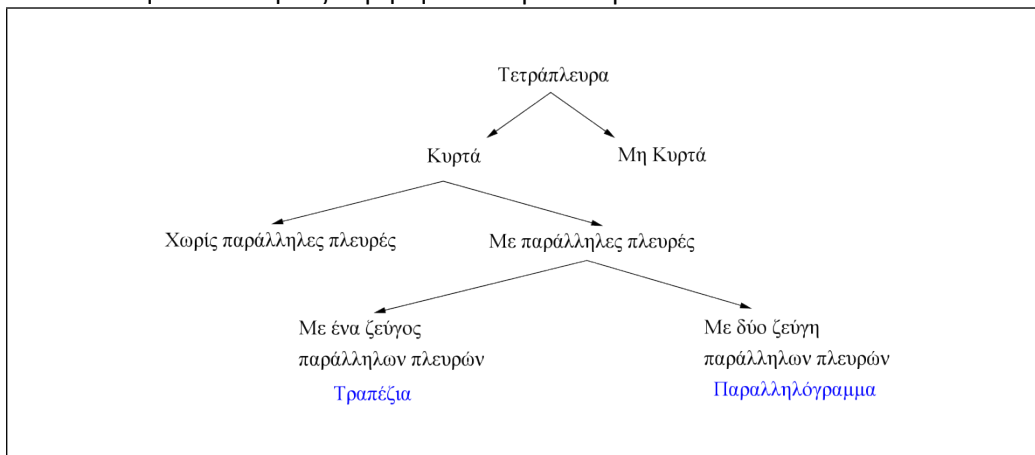 Τετράπλευρα
Κυρτά
Μη Κυρτά
Χωρίς παράλληλες πλευρές
Με παράλληλες πλευρές
Με ένα ζεύγος
παράλληλων πλευρών
Τραπέζια
Με δύο ζεύγη
παράλληλων πλευρών
Παραλληλόγραμμα